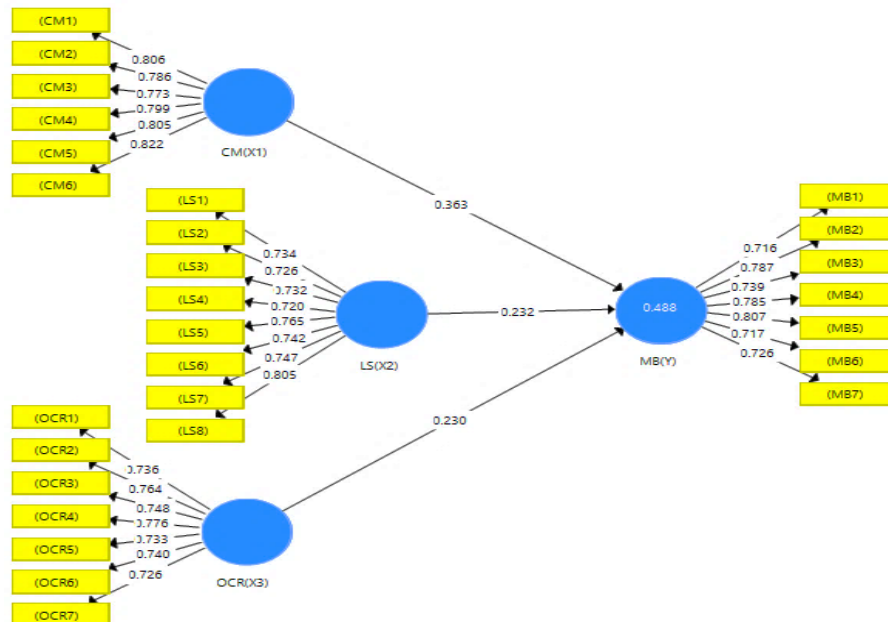 (CM1)
(CM2)
(CM3)
(CM4)
(CM5)
(CM6)
0.806
0.786
0.773
0.799
0.805
0.822
CM(X1)
0.363
(LS1)
(LS2)
(LS3)
(LS4)
(LS5)
(LS6)
(LS7)
(LS8)
0.734
0.726
0.732
0.720
0.765
0.742
0.747
0.805
LS(X2)
0.232
(OCR1)
(OCR2)
(OCR3)
(OCR4)
(OCR5)
(OCR6)
(OCR7)
0.736
0.764
0.748
0.776
0.733
0.740
0.726
OCR(X3)
0.230
0.488
MB(Y)
0.716
0.787
0.739
0.785
0.807
0.717
0.726
(MB1)
(MB2)
(MB3)
(MB4)
(MB5)
(MB6)
(MB7)